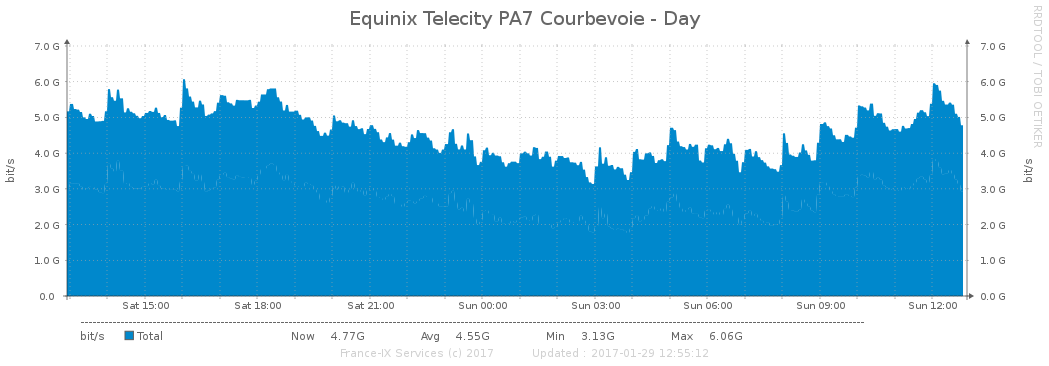 Equinix Telecity PA7 Courbevoie - Day
RRDTOOL / TOBI OETIKER
7.0 G 7.0 G
6.0 G 6.0 G
5.0 G 5.0 G
4.0 G 4.0 G
3.0 G 3.0 G
2.0 G 2.0 G
1.0 G 1.0 G
0.0 0.0 G
bit/s bit/s
Sat 15:00 Sat 18:00 Sat 21:00 Sun 00:00 Sun 03:00 Sun 06:00 Sun 09:00 Sun 12:00
bit/s Total Now 4.77G Avg 4.55G Min 3.13G Max 6.06G
France-IX Services (c) 2017 Updated : 2017-01-29 12:55:12